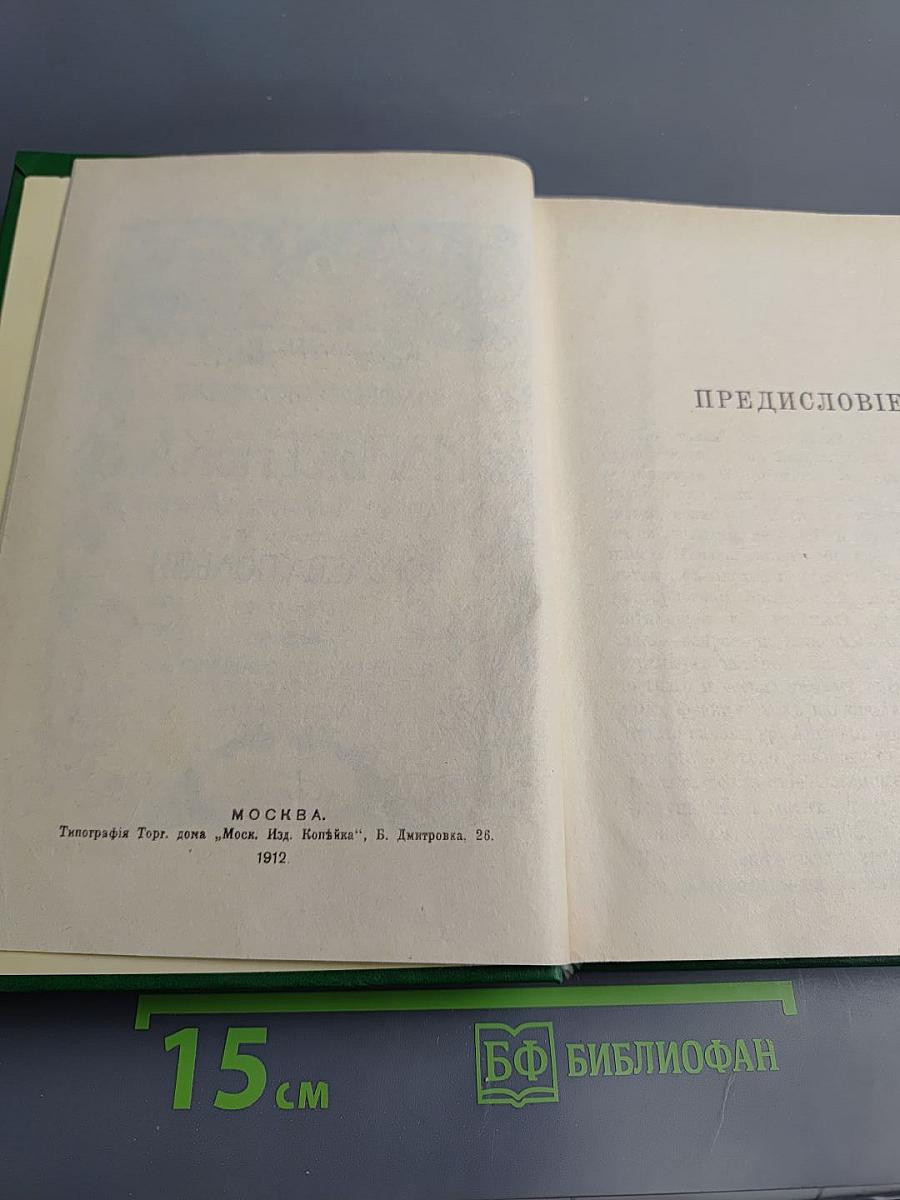 МОСКВА.
Типографія Торг. дома „Моск. Изд. Копѣйка“, Б. Дмитровка, 26.
1912.
ПРЕДИСЛОВІЕ
15 см
БФ БИБЛИОФАН